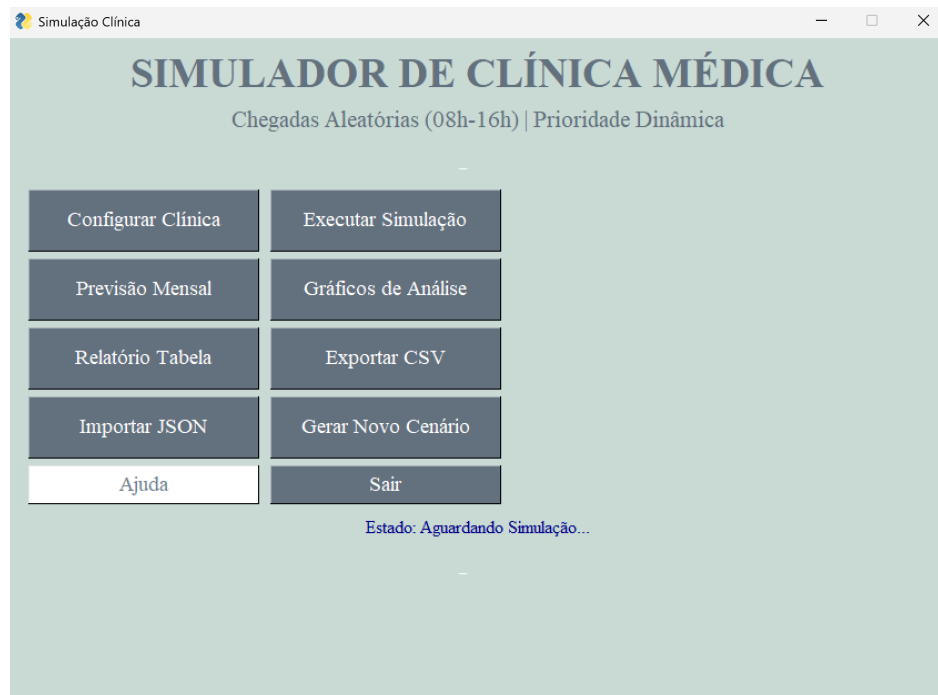 Simulação Clínica
SIMULADOR DE CLÍNICA MÉDICA
Chegadas Aleatórias (08h-16h) | Prioridade Dinâmica
Configurar Clínica
Executar Simulação
Previsão Mensal
Gráficos de Análise
Relatório Tabela
Exportar CSV
Importar JSON
Gerar Novo Cenário
Ajuda
Sair
Estado: Aguardando Simulação...